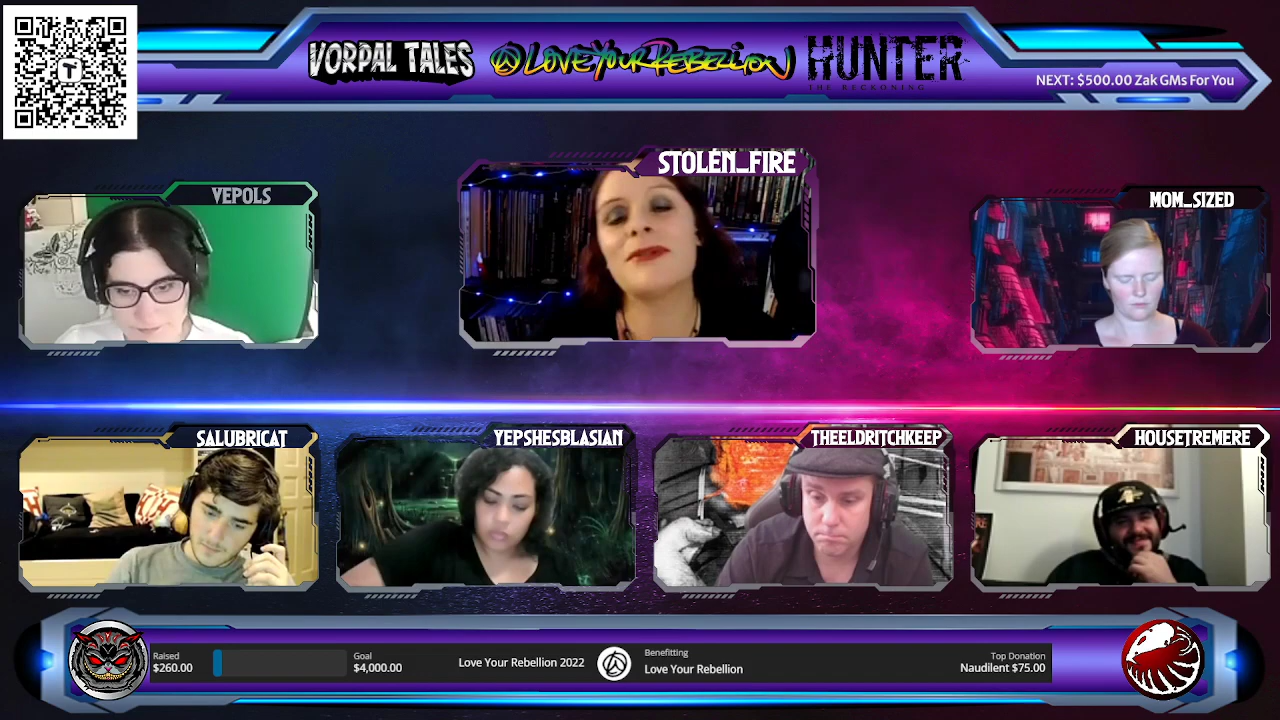 VORPAL TALES
@LOVEYOURREBELLION
HUNTER
THE RECKONING
NEXT: $500.00 Zak GMs For You
STOLEN_FIRE
VEPOLS
MOM_SIZED
SALUBRICAT
YEPSHESBLASIAN
THEELDRITCHKEEP
HOUSETREMERE
Raised
$260.00
Goal
$4,000.00
Love Your Rebellion 2022
Benefitting
Love Your Rebellion
Top Donation
Naudilent $75.00